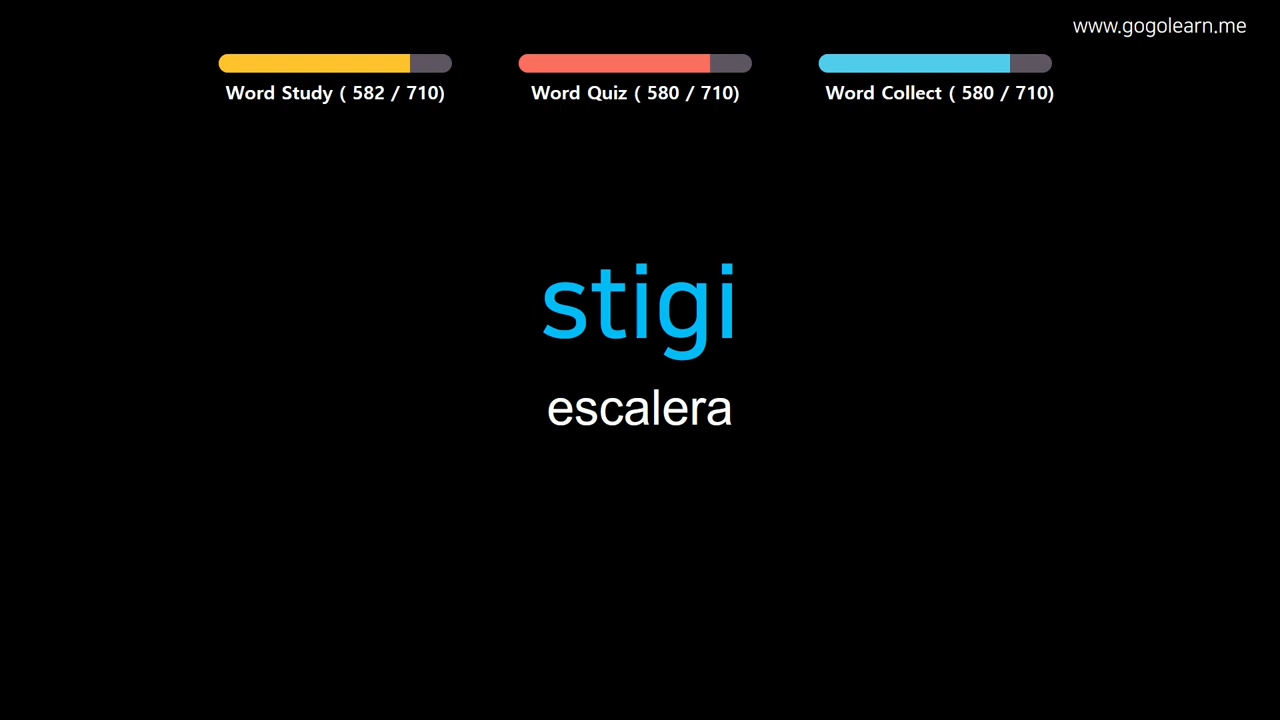 www.gogolearn.me
Word Study ( 582 / 710)
Word Quiz ( 580 / 710)
Word Collect ( 580 / 710)
stigi
escalera